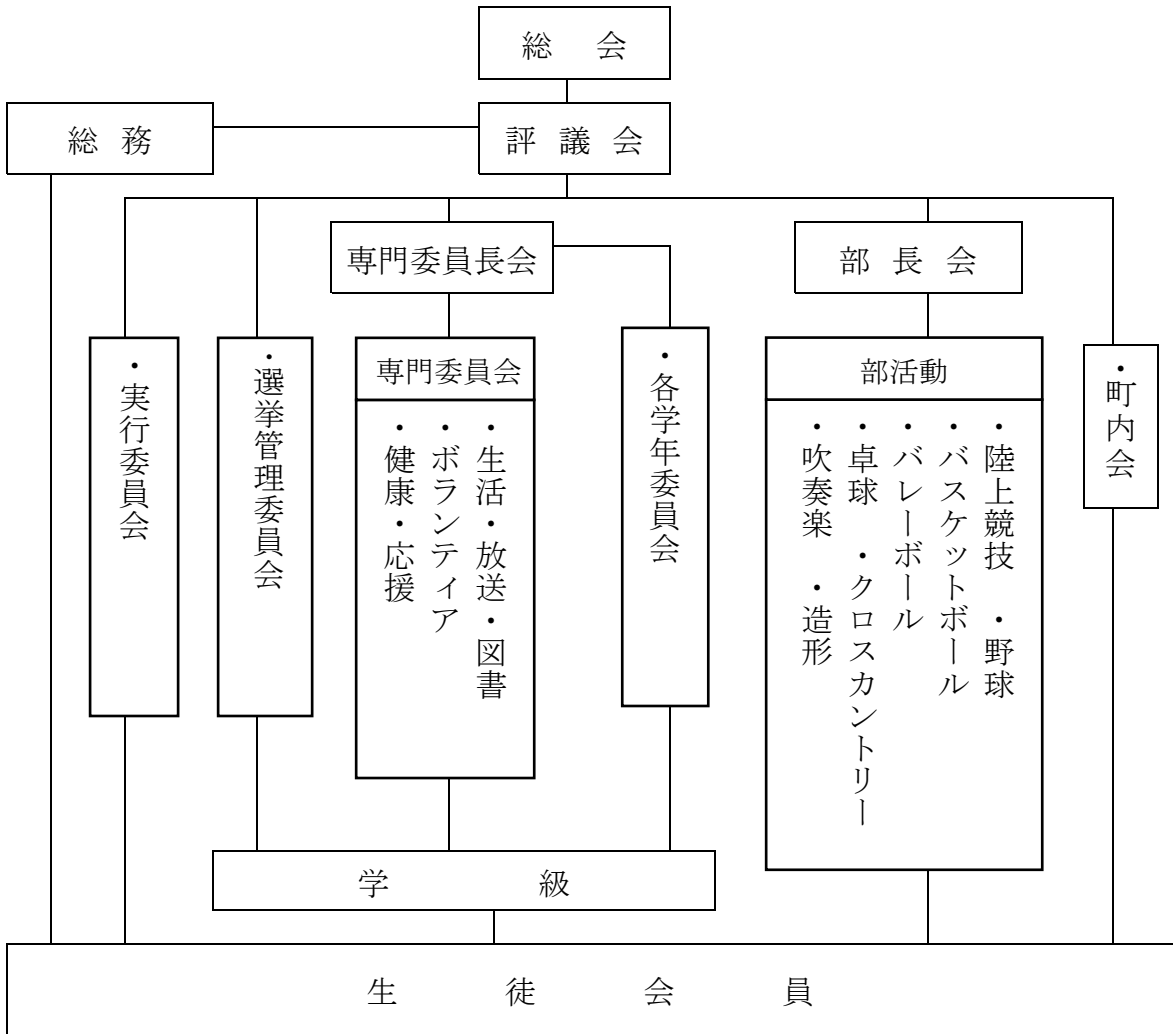 総会
総務
評議会
専門委員長会
部長会
・実行委員会
・選挙管理委員会
専門委員会
・生活・放送・図書
・ボランティア
・健康・応援
・各学年委員会
部活動
・陸上競技 ・野球
・バスケットボール
・バレーボール
・卓球 ・クロスカントリー
・吹奏楽 ・造形
・町内会
学級
生徒会員